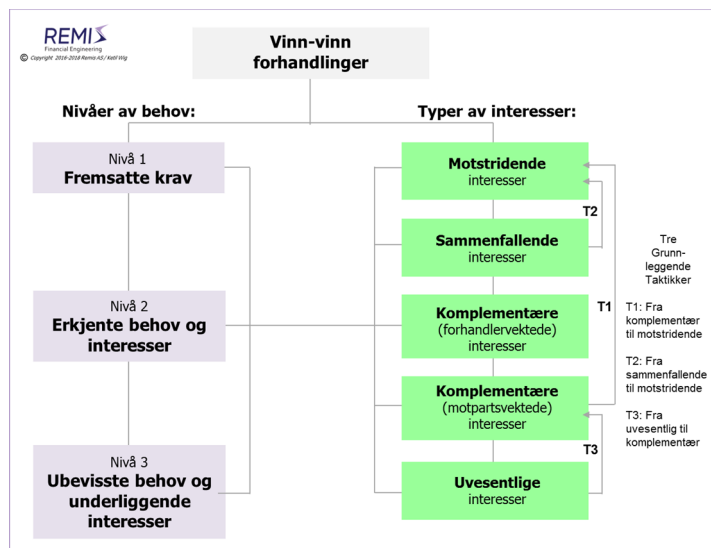 REMIS
Financial Engineering
© Copyright 2016-2018 Remis AS / Ketil Wig
Vinn-vinn
forhandlinger
Nivåer av behov:
Typer av interesser:
Nivå 1
Fremsatte krav
Nivå 2
Erkjente behov og
interesser
Nivå 3
Ubevisste behov og
underliggende
interesser
Motstridende
interesser
Sammenfallende
interesser
Komplementære
(forhandlervektede)
interesser
Komplementære
(motpartsvektede)
interesser
Uvesentlige
interesser
T2
T1
T3
Tre
Grunn-
leggende
Taktikker
T1: Fra
komplementær
til motstridende
T2: Fra
sammenfallende
til motstridende
T3: Fra
uvesentlig til
komplementær